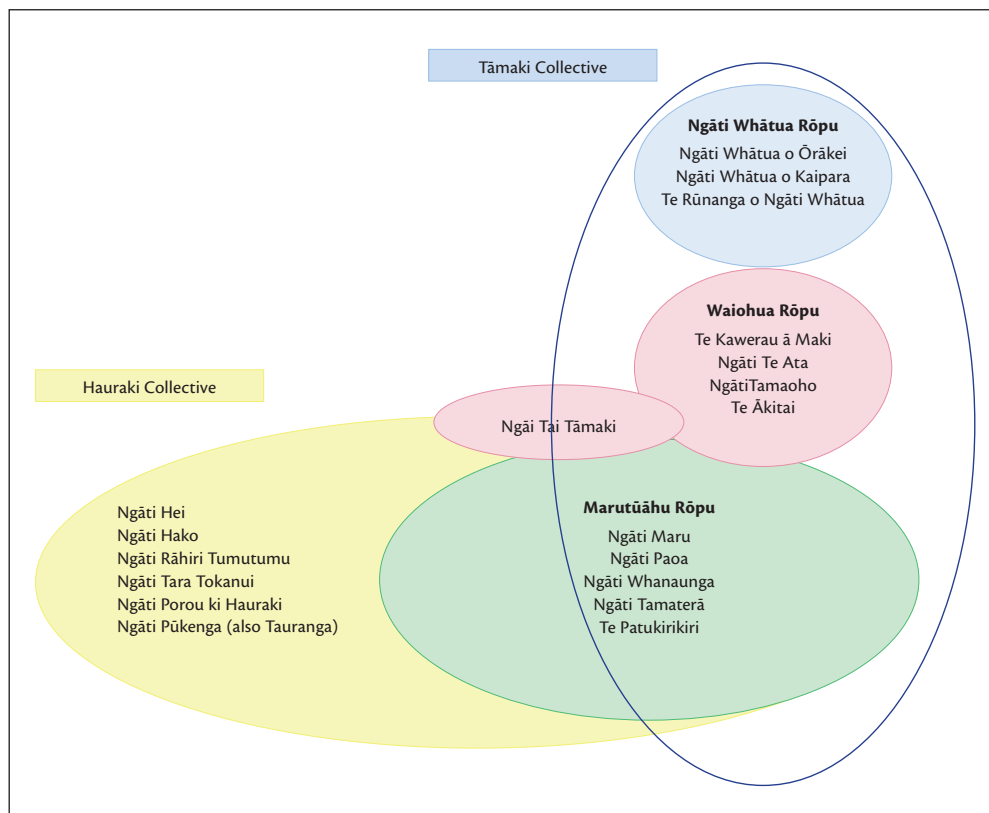 Tāmaki Collective
Ngāti Whātua Rōpu
Ngāti Whātua o Ōrākei
Ngāti Whātua o Kaipara
Te Rūnanga o Ngāti Whātua
Waiohua Rōpu
Te Kawerau ā Maki
Ngāti Te Ata
NgātiTamaoho
Te Ākitai
Hauraki Collective
Ngāi Tai Tāmaki
Ngāti Hei
Ngāti Hako
Ngāti Rāhiri Tumutumu
Ngāti Tara Tokanui
Ngāti Porou ki Hauraki
Ngāti Pūkenga (also Tauranga)
Marutūāhu Rōpu
Ngāti Maru
Ngāti Paoa
Ngāti Whanaunga
Ngāti Tamaterā
Te Patukirikiri